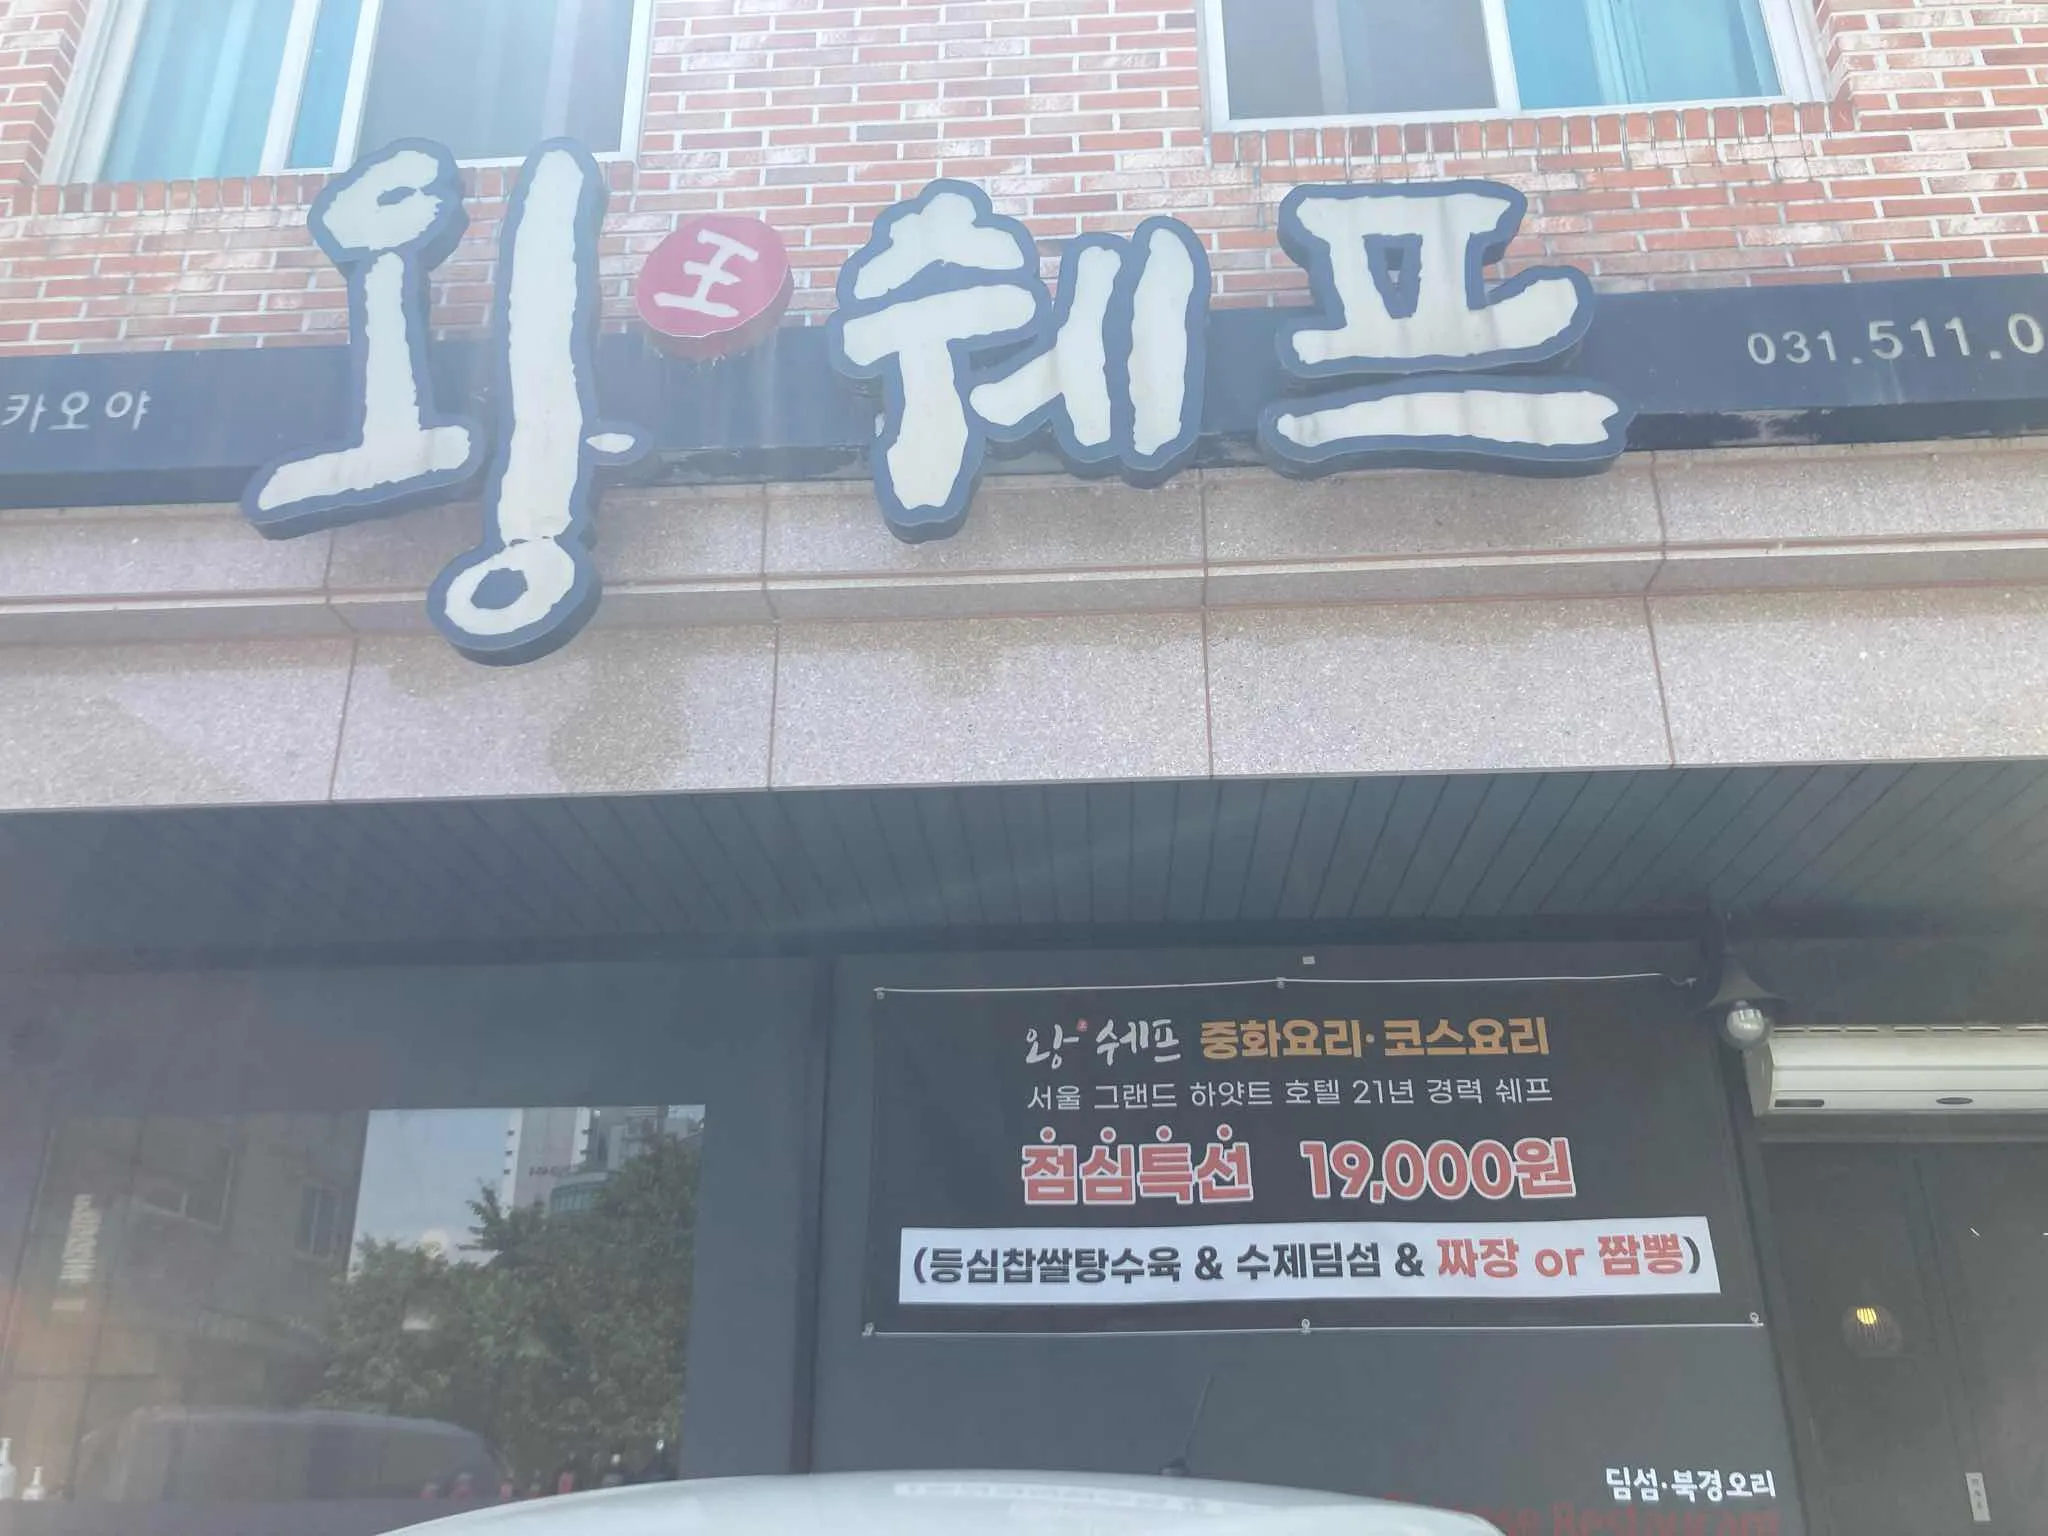 카오야
왕 王 쉐프
031.511.0
왕 쉐프 중화요리·코스요리
서울 그랜드 하얏트 호텔 21년 경력 쉐프
점심특선 19,000원
(등심찹쌀탕수육 & 수제딤섬 & 짜장 or 짬뽕)
딤섬·북경오리